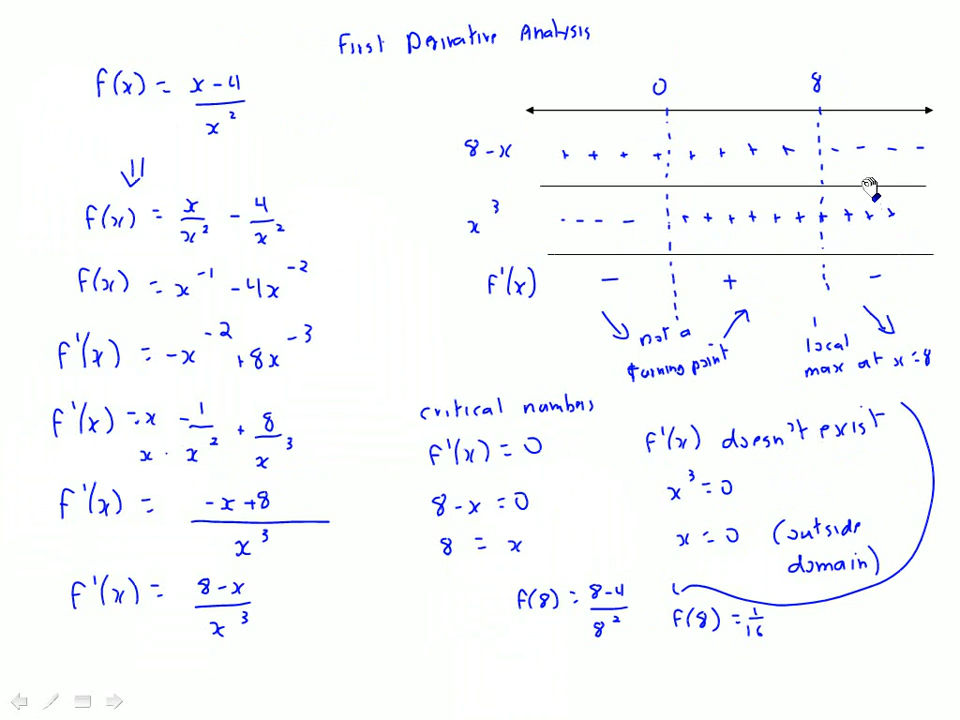 First Derivative Analysis
f(x) = x-4 / x²
⇓
f(x) = x/x² - 4/x²
f(x) = x⁻¹ - 4x⁻²
f'(x) = -x⁻² + 8x⁻³
f'(x) = x/x · -1/x² + 8/x³
f'(x) = -x+8 / x³
f'(x) = 8-x / x³
0 8
8-x + + + + + + + + - - - -
x³ - - - - + + + + + + + + +
f'(x) - + -
not a turning point
local max at x=8
critical numbers
f'(x) = 0
8-x = 0
8 = x
f'(x) doesn't exist
x³ = 0
x = 0 (outside domain)
f(8) = 8-4 / 8²
f(8) = 1/16